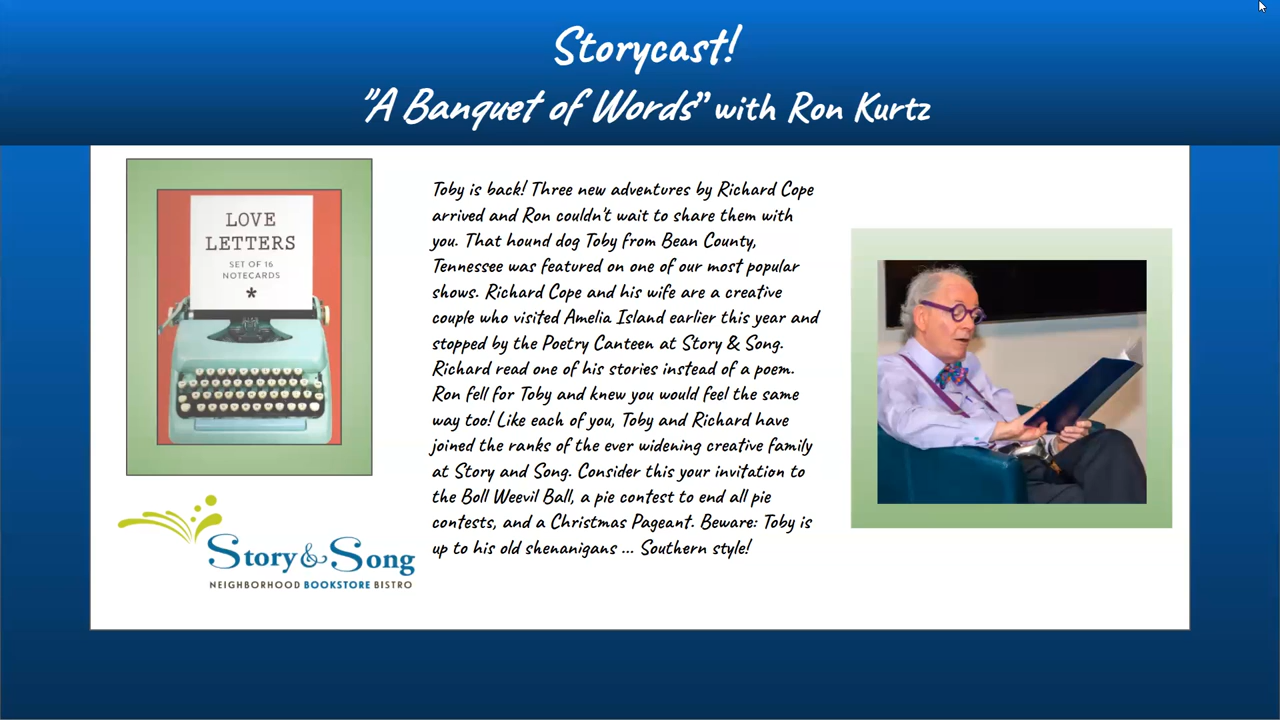 Storycast!
"A Banquet of Words” with Ron Kurtz
LOVE
LETTERS
SET OF 16
NOTECARDS
*
Toby is back! Three new adventures by Richard Cope
arrived and Ron couldn't wait to share them with
you. That hound dog Toby from Bean County,
Tennessee was featured on one of our most popular
shows. Richard Cope and his wife are a creative
couple who visited Amelia Island earlier this year and
stopped by the Poetry Canteen at Story & Song.
Richard read one of his stories instead of a poem.
Ron fell for Toby and knew you would feel the same
way too! Like each of you, Toby and Richard have
joined the ranks of the ever widening creative family
at Story and Song. Consider this your invitation to
the Boll Weevil Ball, a pie contest to end all pie
contests, and a Christmas Pageant. Beware: Toby is
up to his old shenanigans ... Southern style!
Story & Song
NEIGHBORHOOD BOOKSTORE BISTRO